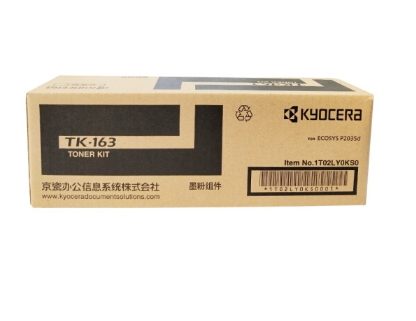 KYOCERA
FOR ECOSYS P2035d
TK-163
TONER KIT
Item No.1T02LY0KS0
*1T02LY0KS000T*
京瓷办公信息系统株式会社
墨粉组件
www.kyoceradocumentsolutions.com